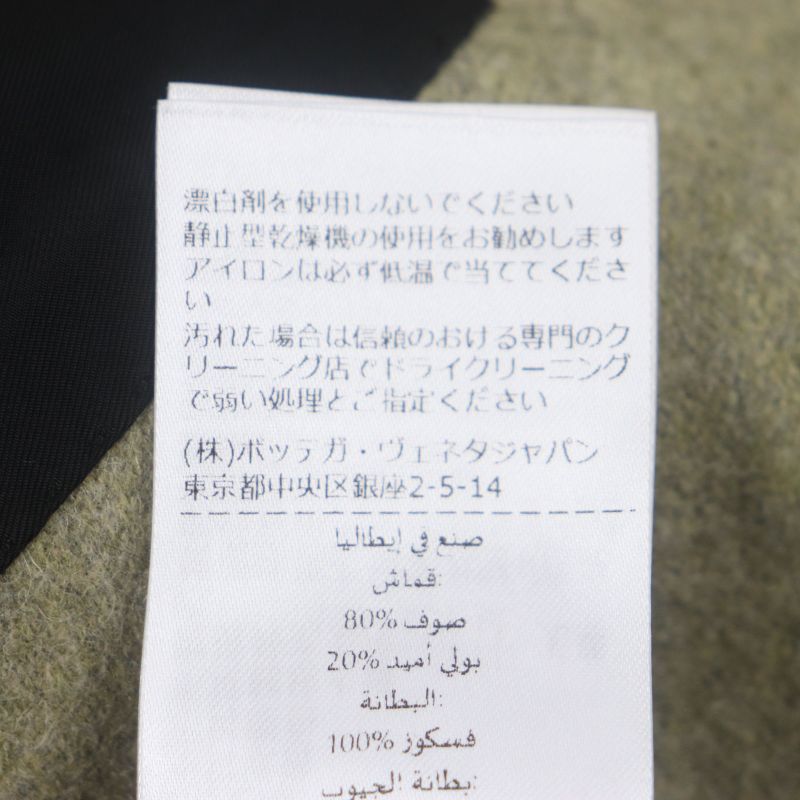 漂白剤を使用しないでください
静止型乾燥機の使用をお勧めします
アイロンは必ず低温で当ててくださ
い
汚れた場合は信頼のおける専門のク
リーニング店でドライクリーニング
で弱い処理とご指定ください
(株)ボッテガ・ヴェネタジャパン
東京都中央区銀座2-5-14
صنع في إيطاليا
قماش:
صوف %80
بولي أميد %20
البطانة:
فسكوز %100
بطانة الجيوب: